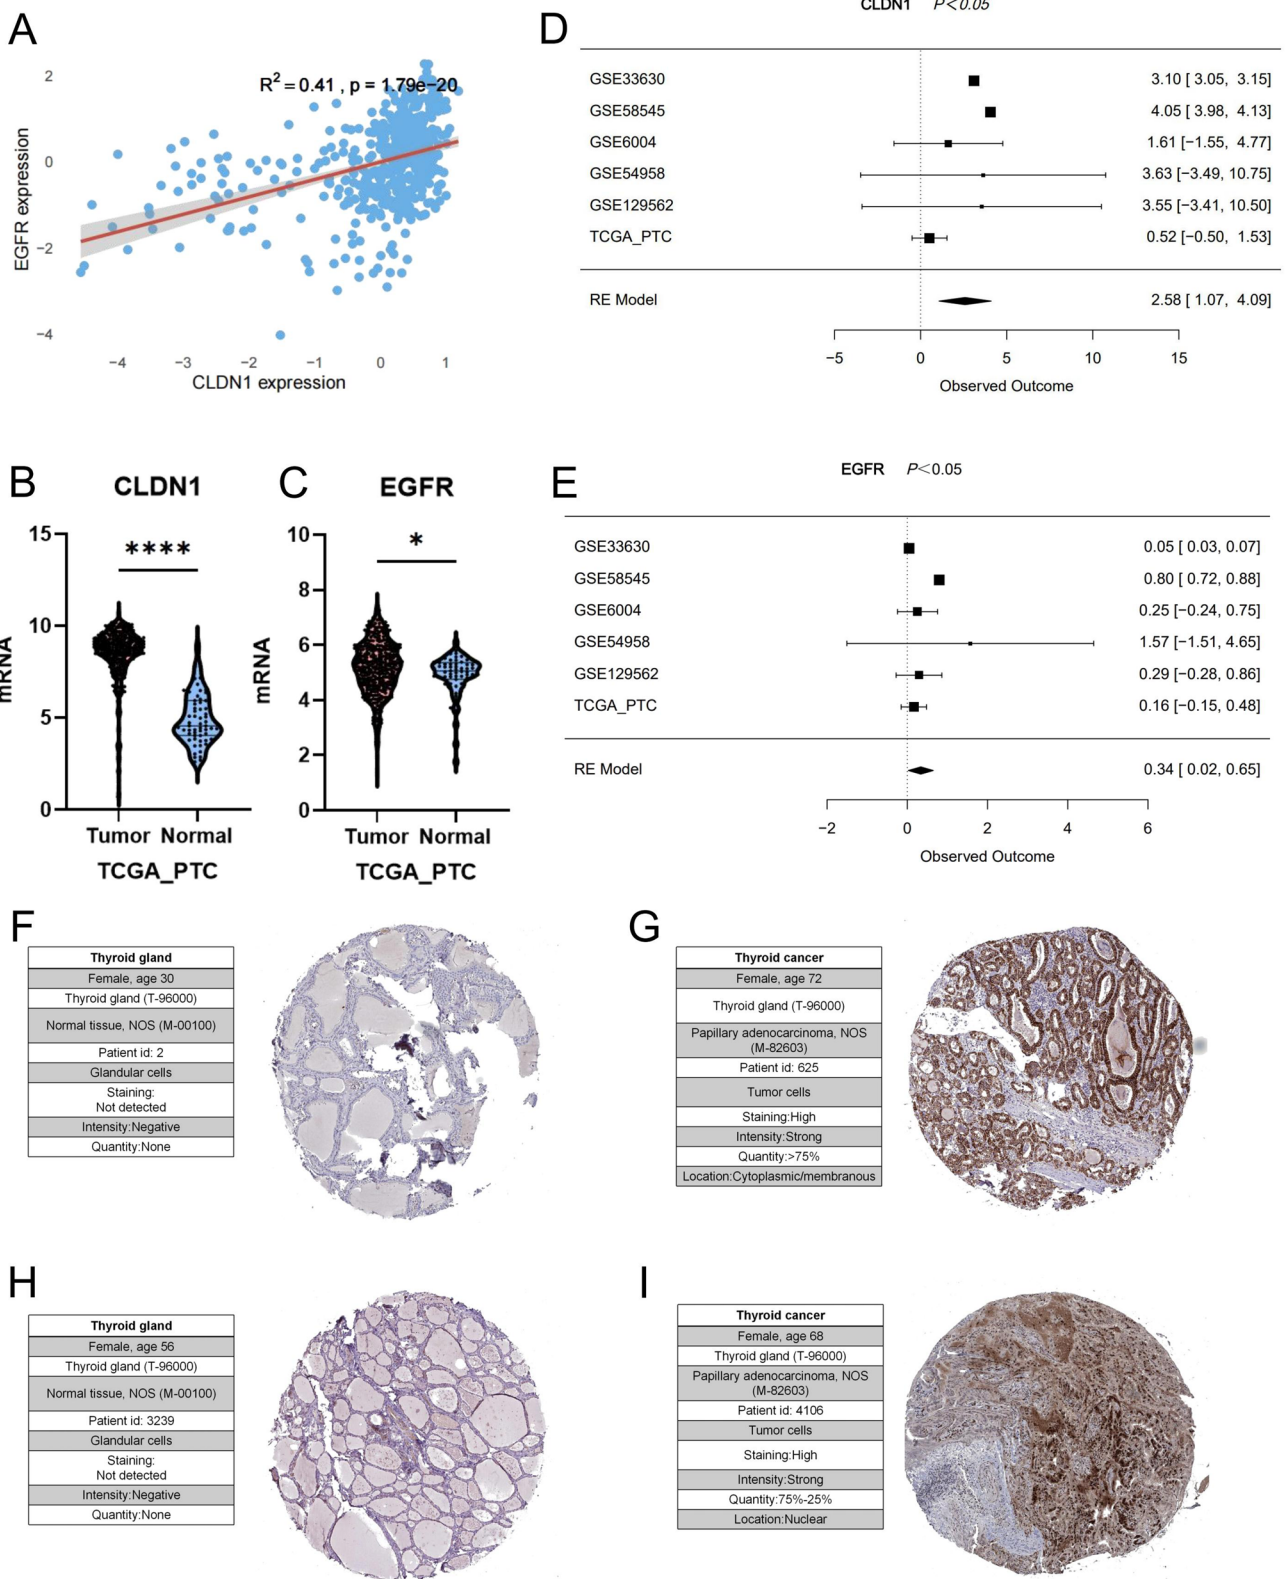 A
R² = 0.41 , p = 1.79e−20
2
0
−2
−4
EGFR expression
−4 −3 −2 −1 0 1
CLDN1 expression
D
CLDN1 P<0.05
GSE33630 3.10 [ 3.05, 3.15]
GSE58545 4.05 [ 3.98, 4.13]
GSE6004 1.61 [−1.55, 4.77]
GSE54958 3.63 [−3.49, 10.75]
GSE129562 3.55 [−3.41, 10.50]
TCGA_PTC 0.52 [−0.50, 1.53]
RE Model 2.58 [ 1.07, 4.09]
−5 0 5 10 15
Observed Outcome
B
CLDN1
****
15
10
5
0
mRNA
Tumor Normal
TCGA_PTC
C
EGFR
*
10
8
6
4
2
0
mRNA
Tumor Normal
TCGA_PTC
E
EGFR P<0.05
GSE33630 0.05 [ 0.03, 0.07]
GSE58545 0.80 [ 0.72, 0.88]
GSE6004 0.25 [−0.24, 0.75]
GSE54958 1.57 [−1.51, 4.65]
GSE129562 0.29 [−0.28, 0.86]
TCGA_PTC 0.16 [−0.15, 0.48]
RE Model 0.34 [ 0.02, 0.65]
−2 0 2 4 6
Observed Outcome
F
Thyroid gland
Female, age 30
Thyroid gland (T-96000)
Normal tissue, NOS (M-00100)
Patient id: 2
Glandular cells
Staining:
Not detected
Intensity:Negative
Quantity:None
G
Thyroid cancer
Female, age 72
Thyroid gland (T-96000)
Papillary adenocarcinoma, NOS
(M-82603)
Patient id: 625
Tumor cells
Staining:High
Intensity:Strong
Quantity:>75%
Location:Cytoplasmic/membranous
H
Thyroid gland
Female, age 56
Thyroid gland (T-96000)
Normal tissue, NOS (M-00100)
Patient id: 3239
Glandular cells
Staining:
Not detected
Intensity:Negative
Quantity:None
I
Thyroid cancer
Female, age 68
Thyroid gland (T-96000)
Papillary adenocarcinoma, NOS
(M-82603)
Patient id: 4106
Tumor cells
Staining:High
Intensity:Strong
Quantity:75%-25%
Location:Nuclear